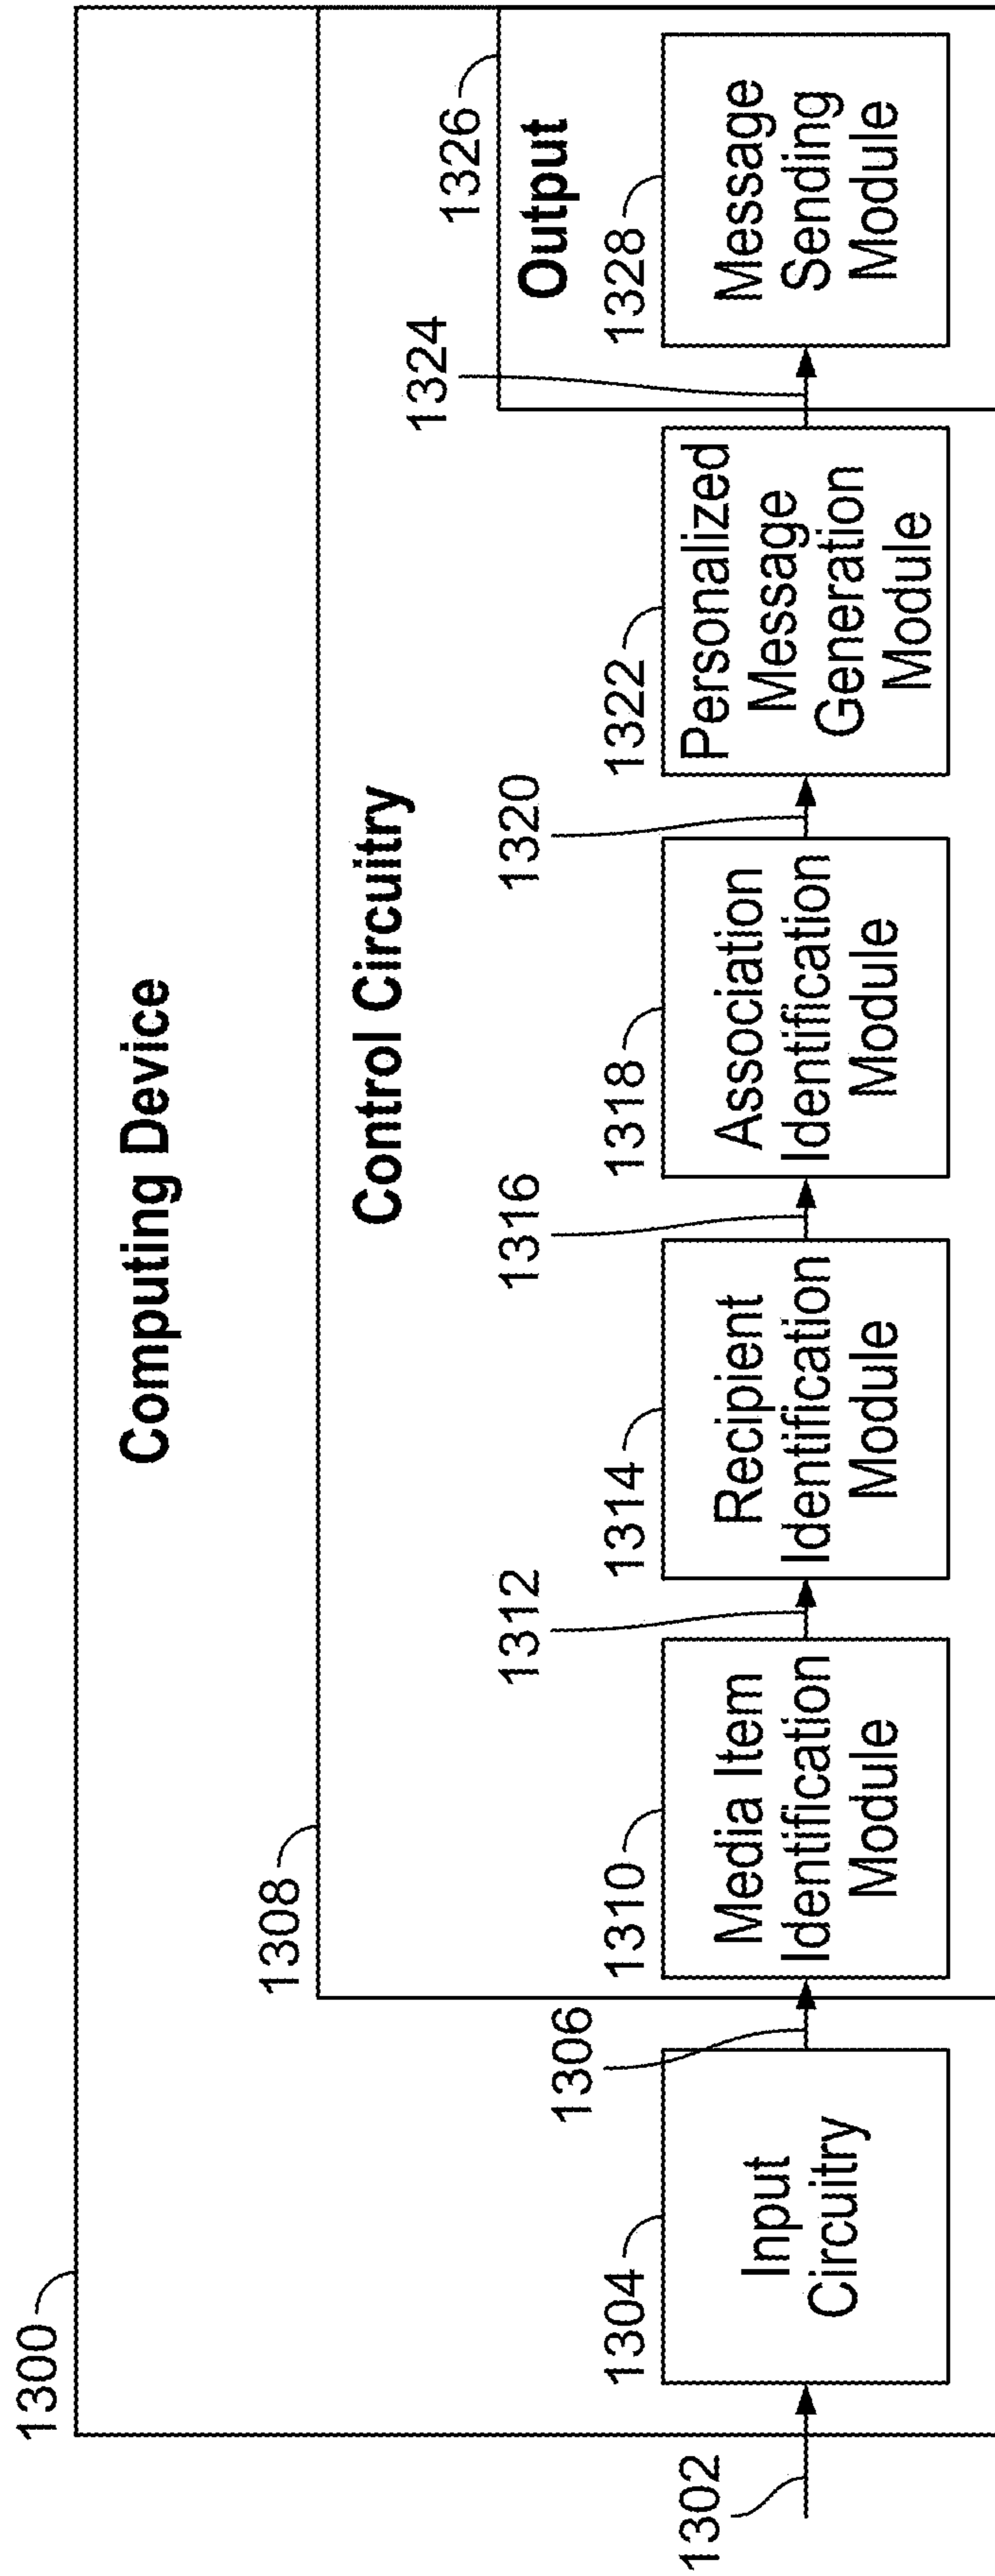 1300
Computing Device
1308
Control Circuitry
1326
Output
1302
1304
Input
Circuitry
1306
1310
Media Item
Identification
Module
1312
1314
Recipient
Identification
Module
1316
1318
Association
Identification
Module
1320
1322
Personalized
Message
Generation
Module
1324
1328
Message
Sending
Module